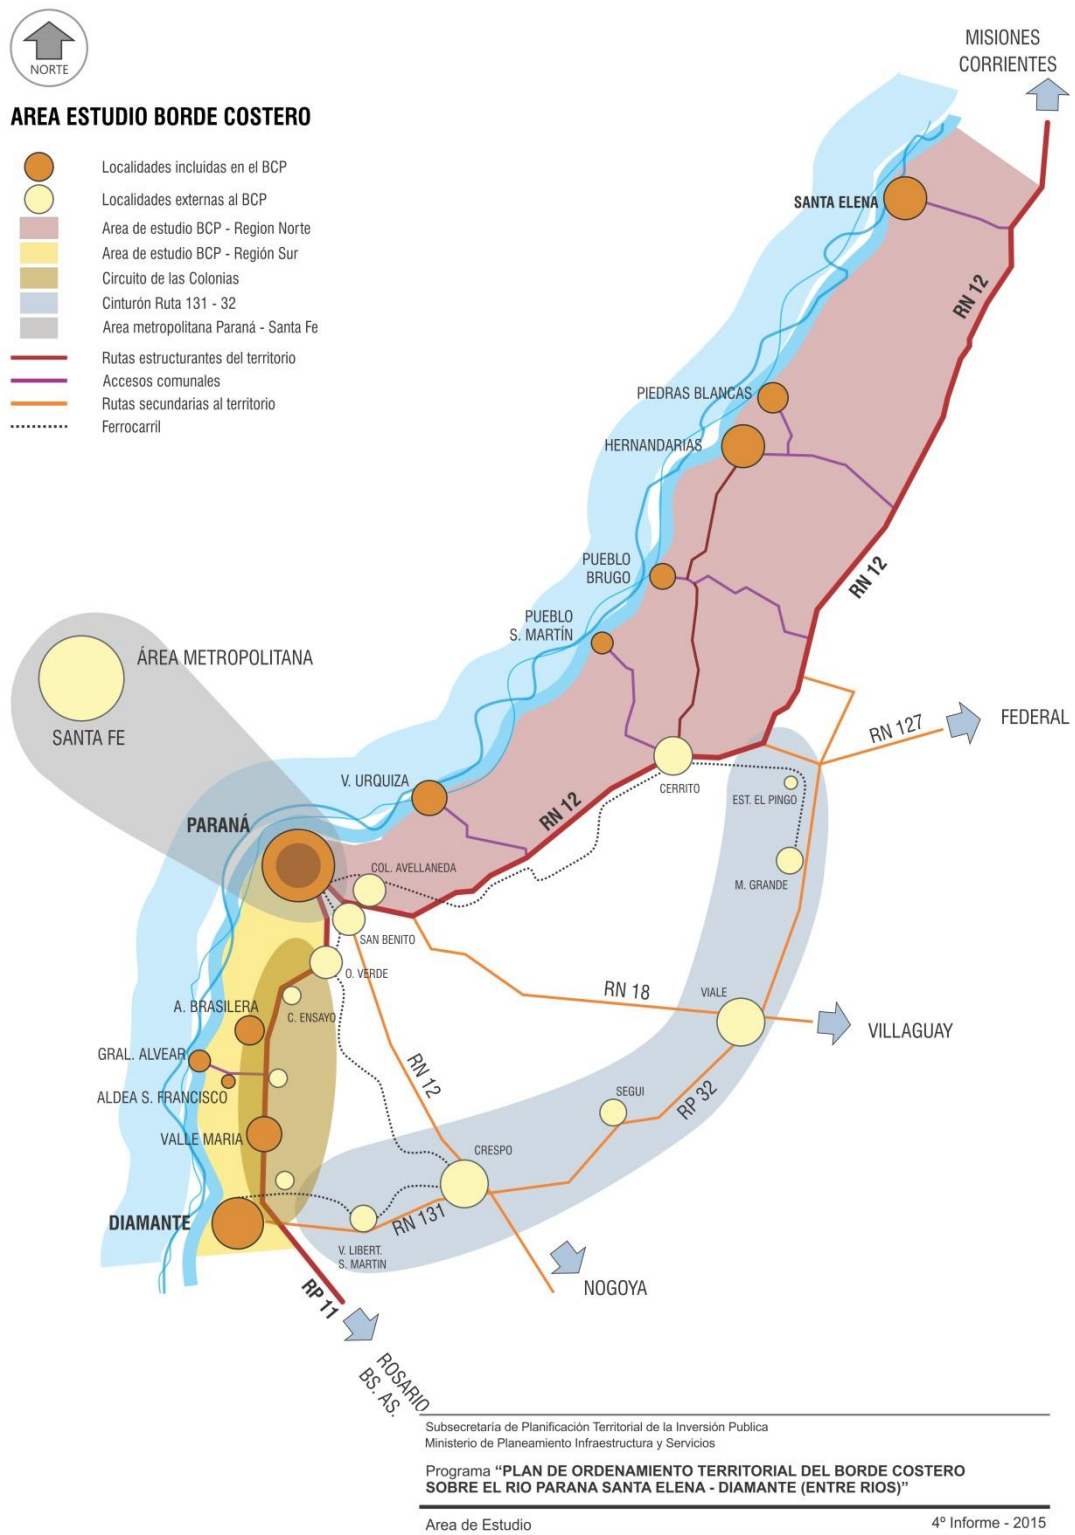 NORTE
AREA ESTUDIO BORDE COSTERO
Localidades incluidas en el BCP
Localidades externas al BCP
Area de estudio BCP - Region Norte
Area de estudio BCP - Región Sur
Circuito de las Colonias
Cinturón Ruta 131 - 32
Area metropolitana Paraná - Santa Fe
Rutas estructurantes del territorio
Accesos comunales
Rutas secundarias al territorio
Ferrocarril
MISIONES
CORRIENTES
SANTA ELENA
RN 12
PIEDRAS BLANCAS
HERNANDARIAS
RN 12
PUEBLO
BRUGO
PUEBLO
S. MARTÍN
ÁREA METROPOLITANA
SANTA FE
FEDERAL
RN 127
V. URQUIZA
CERRITO
EST. EL PINGO
RN 12
PARANÁ
COL. AVELLANEDA
M. GRANDE
SAN BENITO
O. VERDE
RN 18
VIALE
VILLAGUAY
C. ENSAYO
A. BRASILERA
GRAL. ALVEAR
ALDEA S. FRANCISCO
RN 12
SEGUI
RP 32
VALLE MARIA
CRESPO
DIAMANTE
RN 131
V. LIBERT.
S. MARTIN
NOGOYA
RP 11
ROSARIO
BS. AS.
Subsecretaría de Planificación Territorial de la Inversión Publica
Ministerio de Planeamiento Infraestructura y Servicios
Programa “PLAN DE ORDENAMIENTO TERRITORIAL DEL BORDE COSTERO
SOBRE EL RIO PARANA SANTA ELENA - DIAMANTE (ENTRE RIOS)”
Area de Estudio
4º Informe - 2015